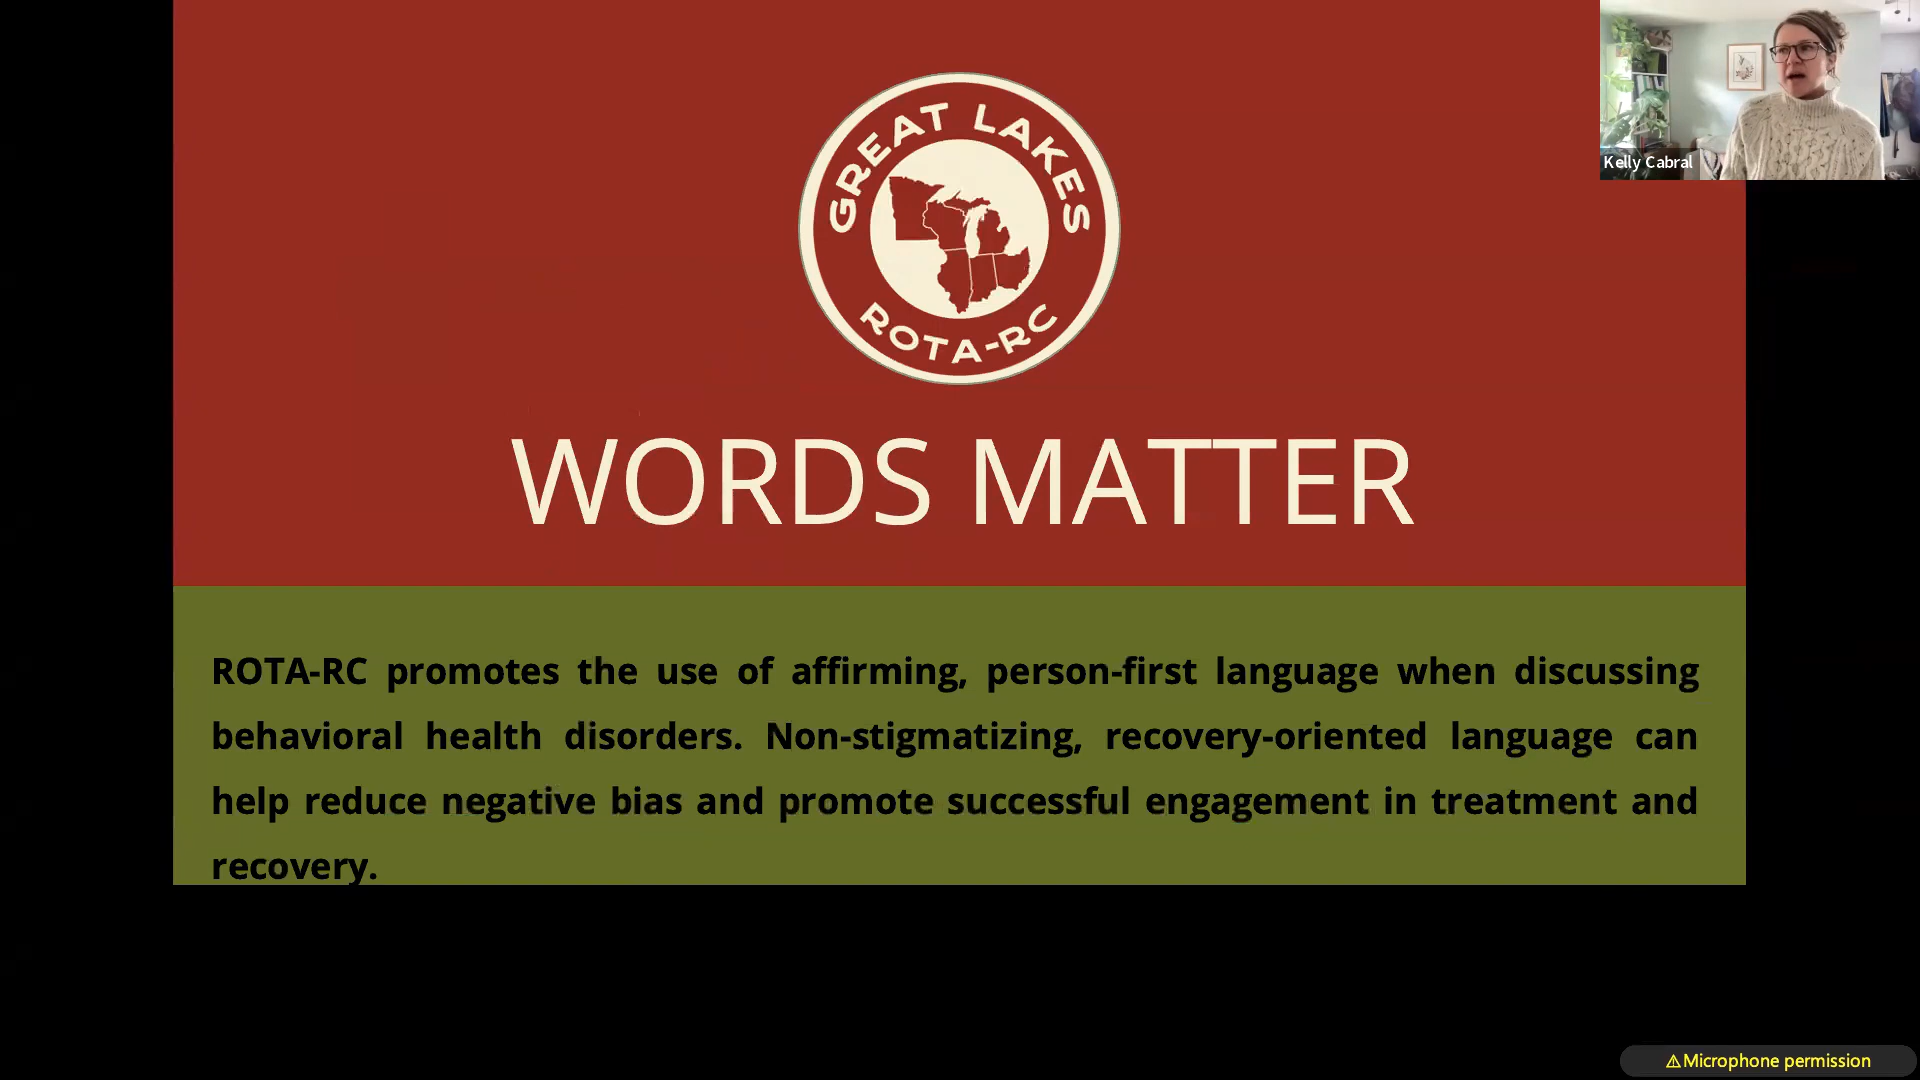 GREAT LAKES
ROTA-RC
Kelly Cabral
WORDS MATTER
ROTA-RC promotes the use of affirming, person-first language when discussing
behavioral health disorders. Non-stigmatizing, recovery-oriented language can
help reduce negative bias and promote successful engagement in treatment and
recovery.
⚠Microphone permission